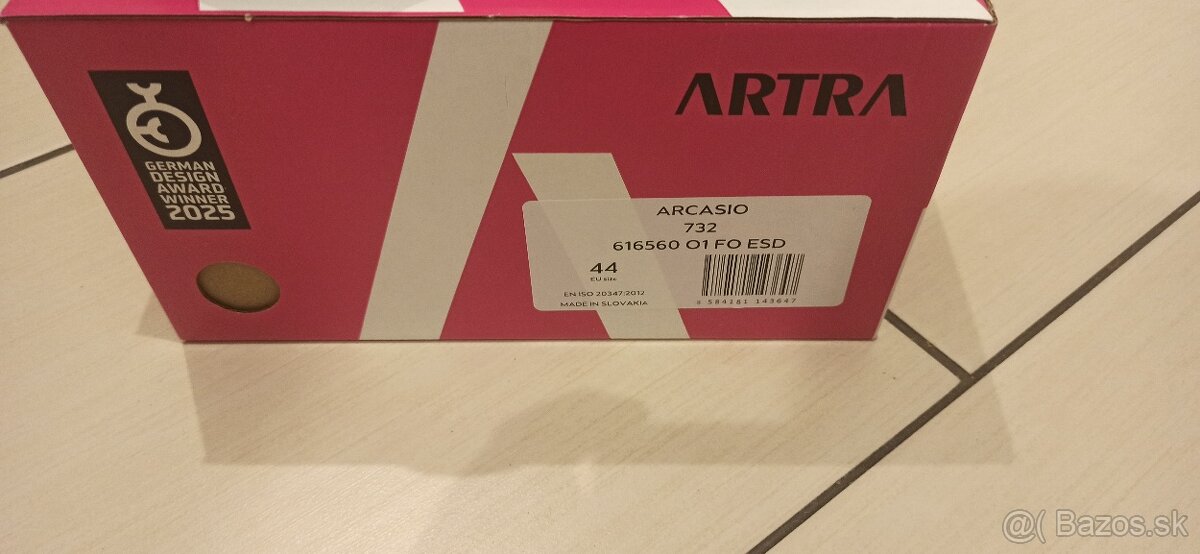 GERMAN
DESIGN
AWARD
WINNER
2025
ARTRA
ARCASIO
732
616560 O1 FO ESD
44
EU size
EN ISO 20347:2012
MADE IN SLOVAKIA
8 584181 143647
@( Bazos.sk